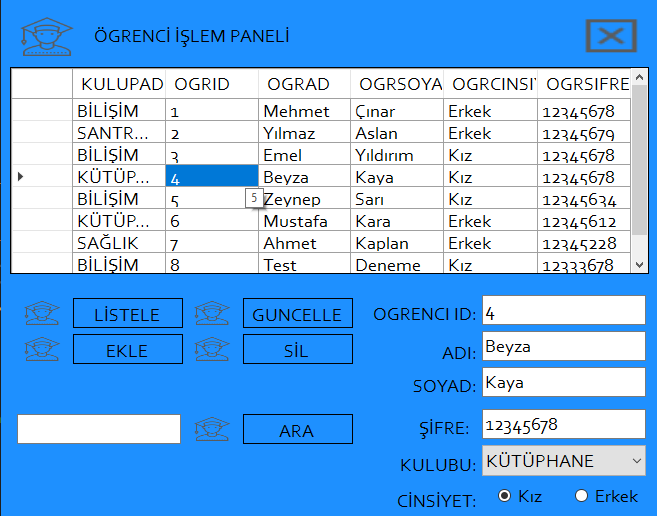 ÖGRENCİ İŞLEM PANELİ
KULUPAD OGRID OGRAD OGRSOYA OGRCINSIY OGRSIFRE
BİLİŞİM 1 Mehmet Çınar Erkek 12345678
SANTR... 2 Yılmaz Aslan Erkek 12345679
BİLİŞİM 3 Emel Yıldırım Kız 12345678
KÜTÜP... 4 Beyza Kaya Kız 12345678
BİLİŞİM 5 5 Zeynep Sarı Kız 12345634
KÜTÜP... 6 Mustafa Kara Erkek 12345612
SAĞLIK 7 Ahmet Kaplan Erkek 12345228
BİLİŞİM 8 Test Deneme Kız 12333678
LİSTELE GUNCELLE OGRENCI ID: 4
EKLE SİL ADI: Beyza
SOYAD: Kaya
ARA ŞİFRE: 12345678
KULUBU: KÜTÜPHANE
CİNSİYET: Kız Erkek